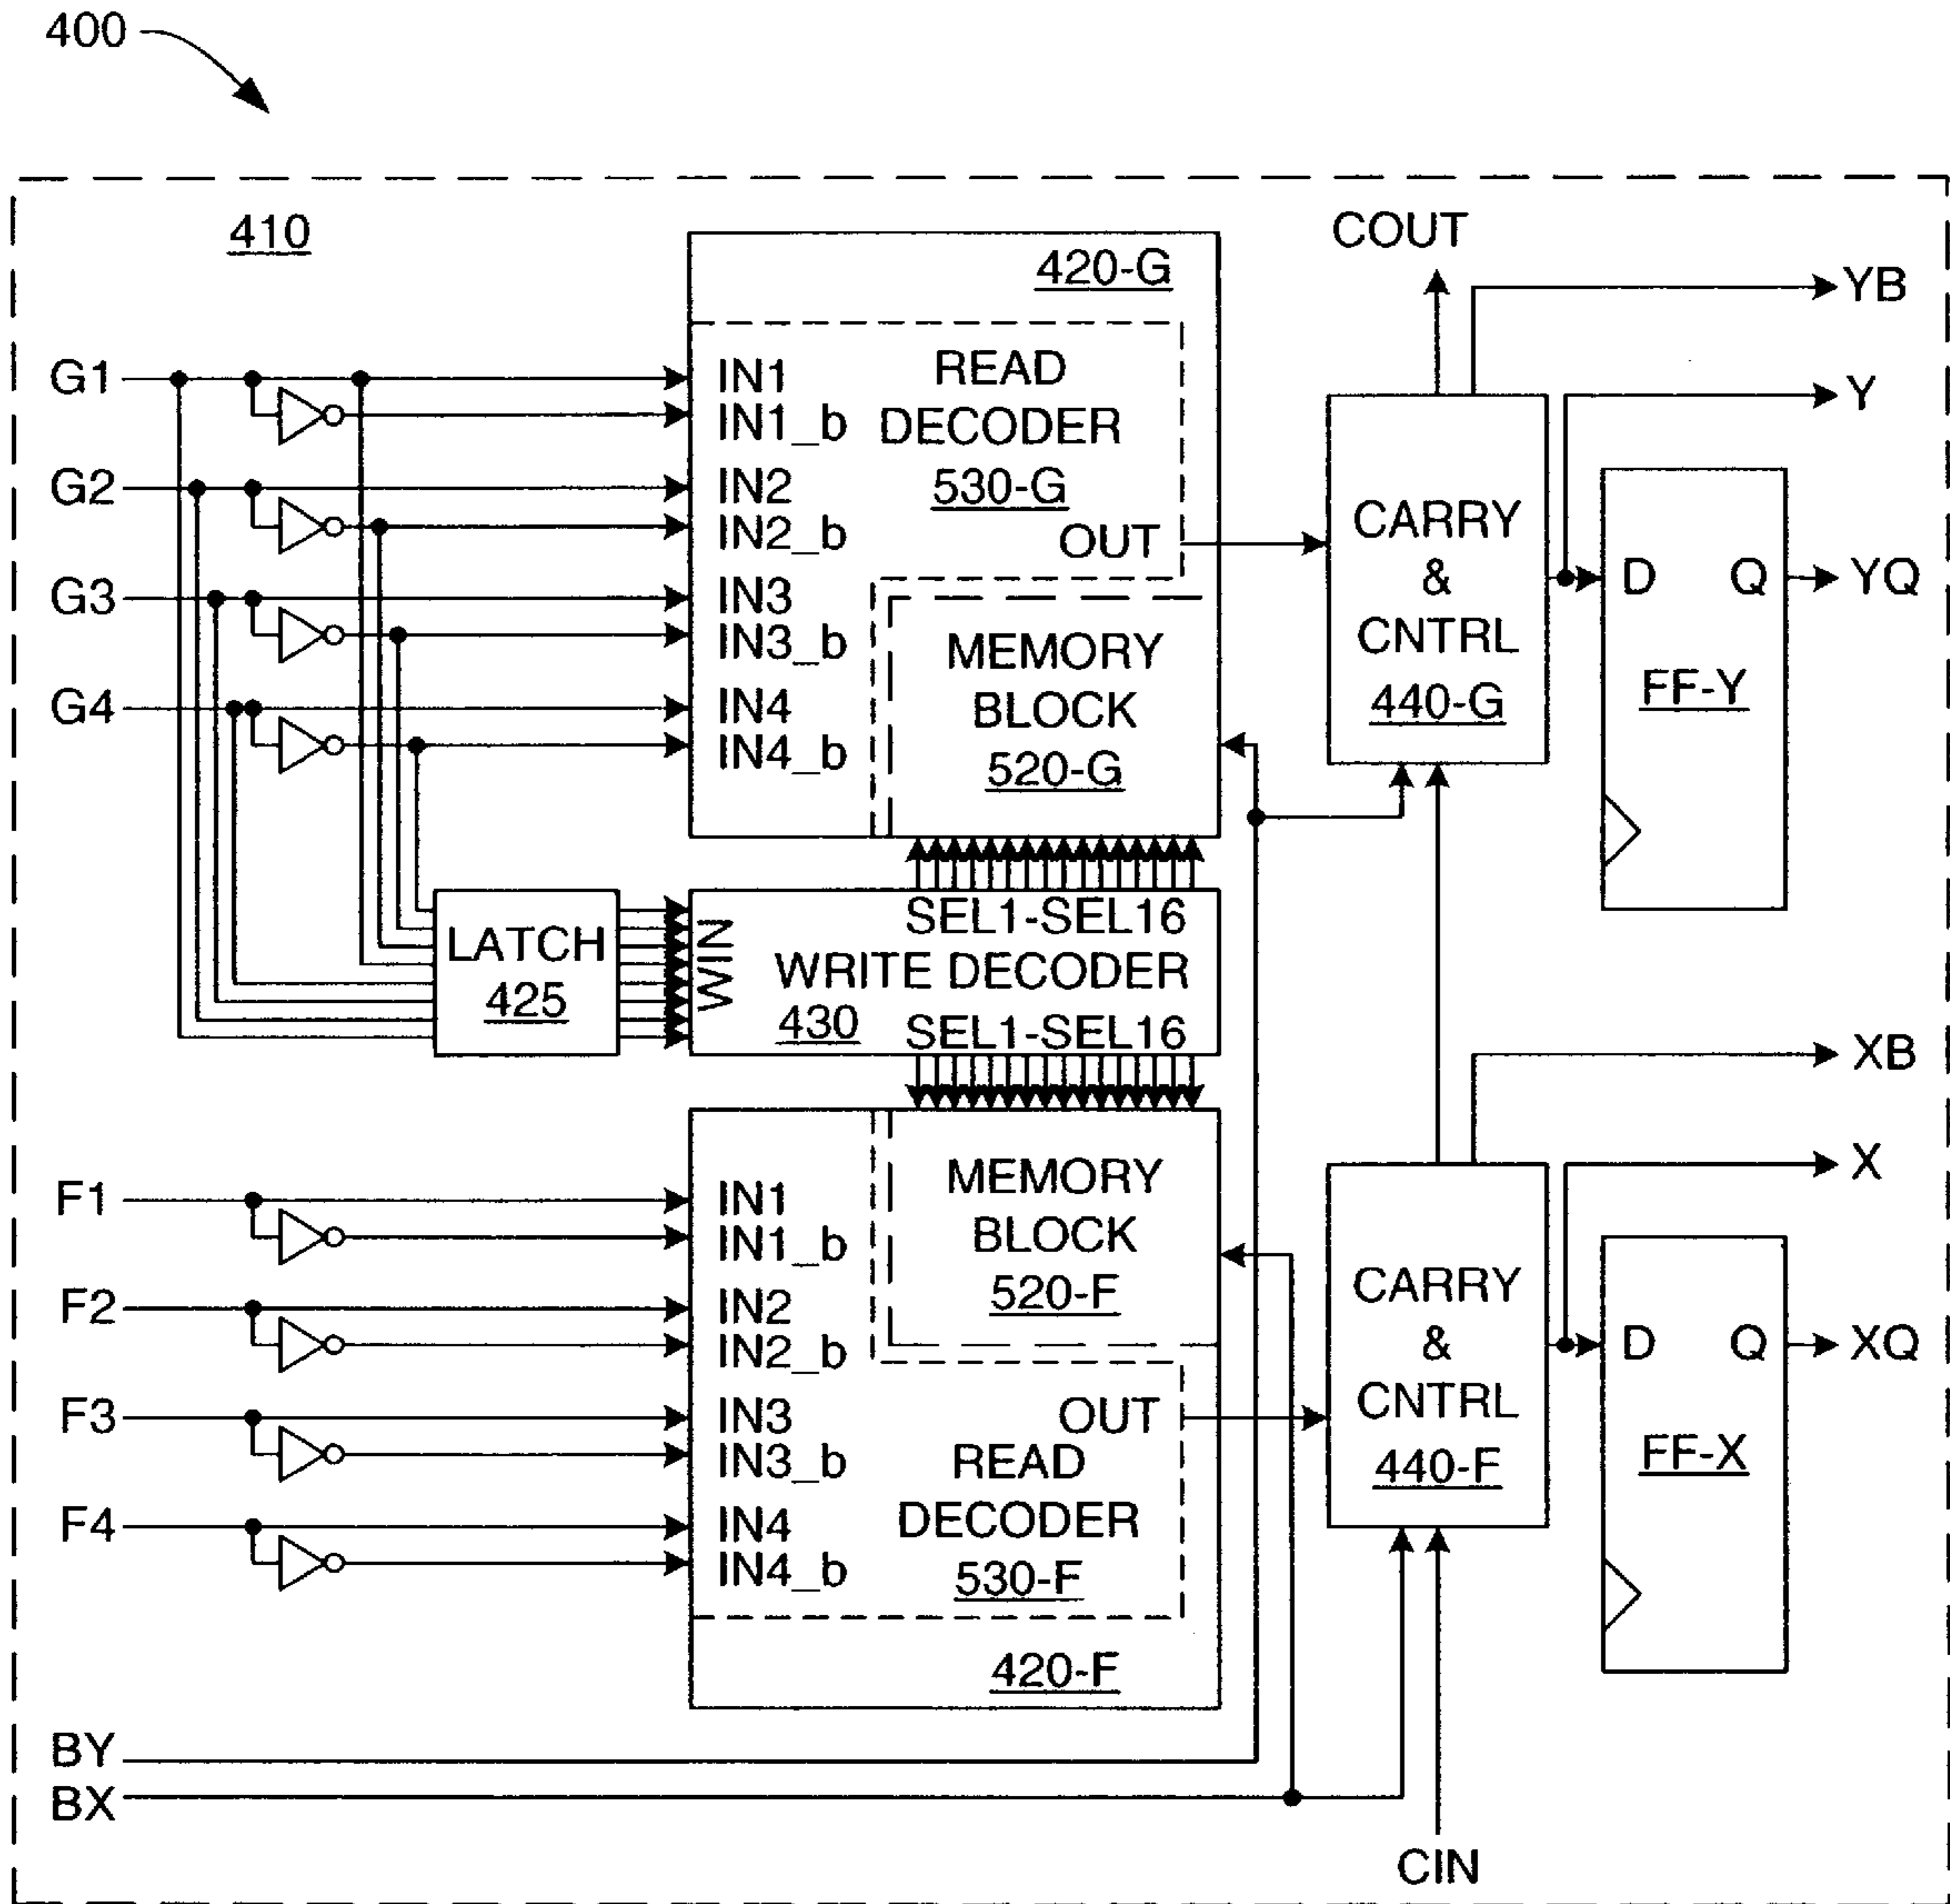 400
410
420-G
COUT
YB
G1
IN1
READ
Y
IN1_b
DECODER
G2
IN2
530-G
IN2_b
OUT
CARRY
&
CNTRL
440-G
D
Q
YQ
FF-Y
G3
IN3
IN3_b
MEMORY
BLOCK
520-G
G4
IN4
IN4_b
LATCH
425
WIN
SEL1-SEL16
WRITE DECODER
430
SEL1-SEL16
XB
X
F1
IN1
IN1_b
MEMORY
BLOCK
520-F
F2
IN2
IN2_b
CARRY
&
CNTRL
440-F
D
Q
XQ
FF-X
F3
IN3
OUT
IN3_b
READ
DECODER
530-F
F4
IN4
IN4_b
420-F
BY
BX
CIN